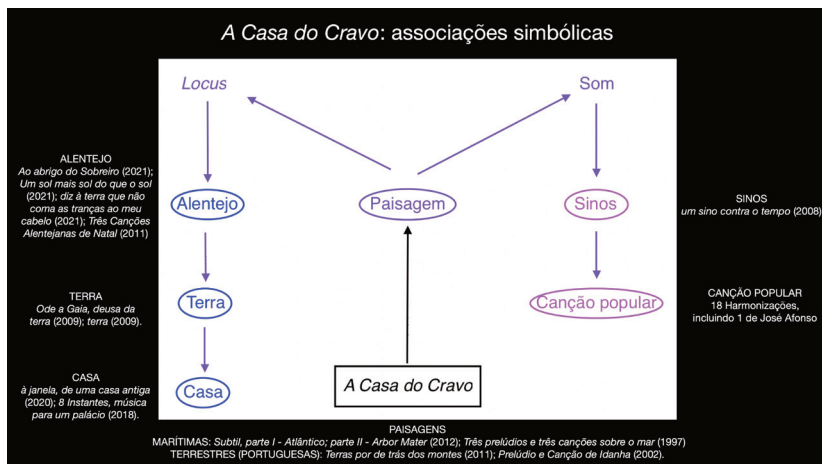 A Casa do Cravo: associações simbólicas
Locus
Som
ALENTEJO
Ao abrigo do Sobreiro (2021);
Um sol mais sol do que o sol
(2021); diz à terra que não
coma as tranças ao meu
cabelo (2021); Três Canções
Alentejanas de Natal (2011)
Alentejo
Paisagem
Sinos
SINOS
um sino contra o tempo (2008)
TERRA
Ode a Gaia, deusa da
terra (2009); terra (2009).
Terra
Canção popular
CANÇÃO POPULAR
18 Harmonizações,
incluindo 1 de José Afonso
CASA
à janela, de uma casa antiga
(2020); 8 Instantes, música
para um palácio (2018).
Casa
A Casa do Cravo
PAISAGENS
MARÍTIMAS: Subtil, parte I - Atlântico; parte II - Arbor Mater (2012); Três prelúdios e três canções sobre o mar (1997)
TERRESTRES (PORTUGUESAS): Terras por de trás dos montes (2011); Prelúdio e Canção de Idanha (2002).